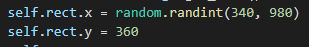 self.rect.x = random.randint(340, 980)
self.rect.y = 360